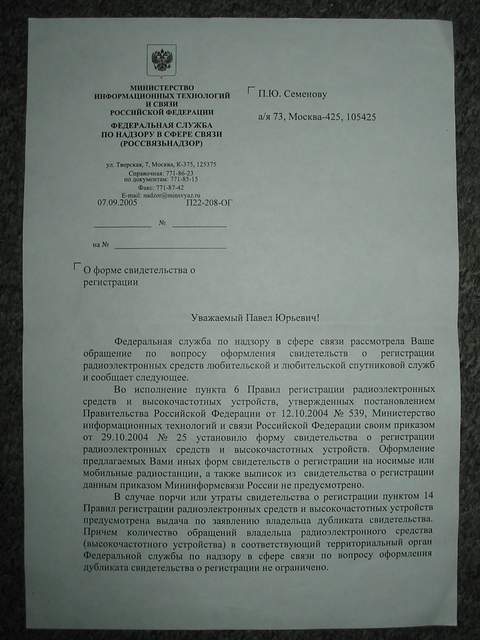 МИНИСТЕРСТВО
ИНФОРМАЦИОННЫХ ТЕХНОЛОГИЙ
И СВЯЗИ
РОССИЙСКОЙ ФЕДЕРАЦИИ
ФЕДЕРАЛЬНАЯ СЛУЖБА
ПО НАДЗОРУ В СФЕРЕ СВЯЗИ
(РОССВЯЗЬНАДЗОР)
ул. Тверская, 7, Москва, К-375, 125375
Справочная: 771-86-23
по документам: 771-85-15
Факс: 771-87-42
E-mail: nadzor@minsvyaz.ru
07.09.2005 П22-208-ОГ
№
на №
П.Ю. Семенову
а/я 73, Москва-425, 105425
О форме свидетельства о
регистрации
Уважаемый Павел Юрьевич!
Федеральная служба по надзору в сфере связи рассмотрела Ваше
обращение по вопросу оформления свидетельств о регистрации
радиоэлектронных средств любительской и любительской спутниковой служб
и сообщает следующее.
Во исполнение пункта 6 Правил регистрации радиоэлектронных
средств и высокочастотных устройств, утвержденных постановлением
Правительства Российской Федерации от 12.10.2004 № 539, Министерство
информационных технологий и связи Российской Федерации своим приказом
от 29.10.2004 № 25 установило форму свидетельства о регистрации
радиоэлектронных средств и высокочастотных устройств. Оформление
предлагаемых Вами иных форм свидетельств о регистрации на носимые или
мобильные радиостанции, а также выписок из свидетельства о регистрации
данным приказом Мининформсвязи России не предусмотрено.
В случае порчи или утраты свидетельства о регистрации пунктом 14
Правил регистрации радиоэлектронных средств и высокочастотных устройств
предусмотрена выдача по заявлению владельца дубликата свидетельства.
Причем количество обращений владельца радиоэлектронного средства
(высокочастотного устройства) в соответствующий территориальный орган
Федеральной службы по надзору в сфере связи по вопросу оформления
дубликата свидетельства о регистрации не ограничено.